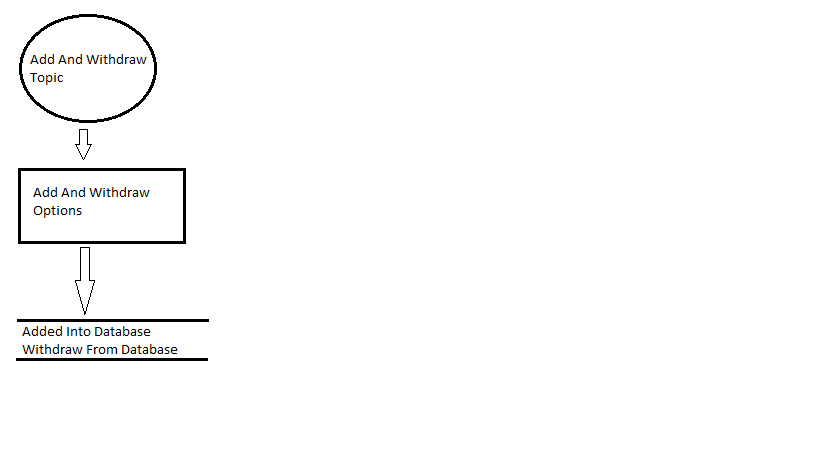 Add And Withdraw
Topic
Add And Withdraw
Options
Added Into Database
Withdraw From Database